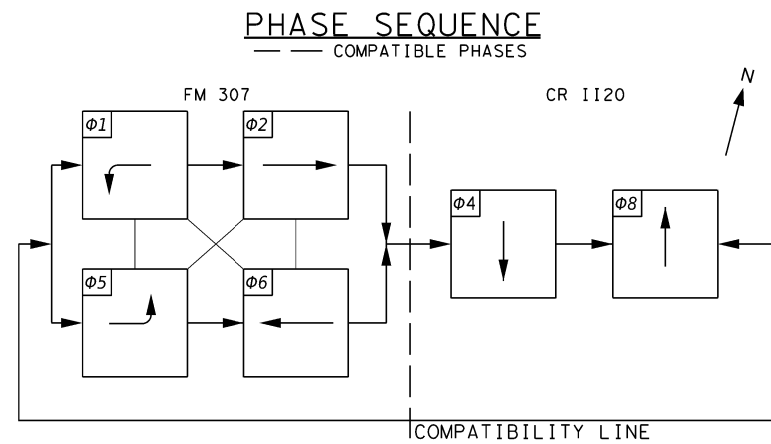 PHASE SEQUENCE
COMPATIBLE PHASES
FM 307
CR II20
N
Φ1
Φ2
Φ4
Φ8
Φ5
Φ6
COMPATIBILITY LINE